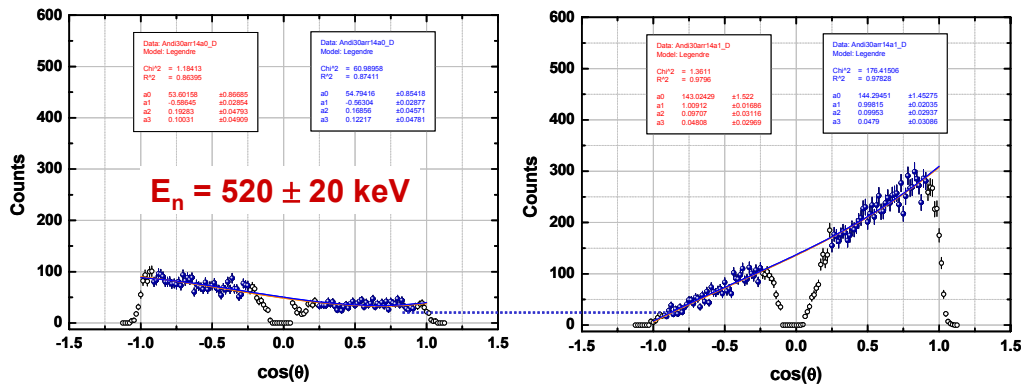 600
500
400
300
200
100
0
Counts
Data: Andi30arr14a0_D
Model: Legendre
Chi^2 = 1.18413
R^2 = 0.86395
a0 53.60158 ±0.86685
a1 -0.58645 ±0.02854
a2 0.19283 ±0.04793
a3 0.10031 ±0.04909
Data: Andi30arr14a0_D
Model: Legendre
Chi^2 = 60.98958
R^2 = 0.87411
a0 54.79416 ±0.85418
a1 -0.56304 ±0.02877
a2 0.16856 ±0.04571
a3 0.12217 ±0.04781
En = 520 ± 20 keV
-1.5 -1.0 -0.5 0.0 0.5 1.0 1.5
cos(θ)
600
500
400
300
200
100
0
Counts
Data: Andi30arr14a1_D
Model: Legendre
Chi^2 = 1.3611
R^2 = 0.9796
a0 143.02429 ±1.522
a1 1.00912 ±0.01686
a2 0.09707 ±0.03116
a3 0.04808 ±0.02969
Data: Andi30arr14a1_D
Model: Legendre
Chi^2 = 176.41506
R^2 = 0.97828
a0 144.29451 ±1.45275
a1 0.99815 ±0.02035
a2 0.09953 ±0.02937
a3 0.0479 ±0.03086
-1.5 -1.0 -0.5 0.0 0.5 1.0 1.5
cos(θ)